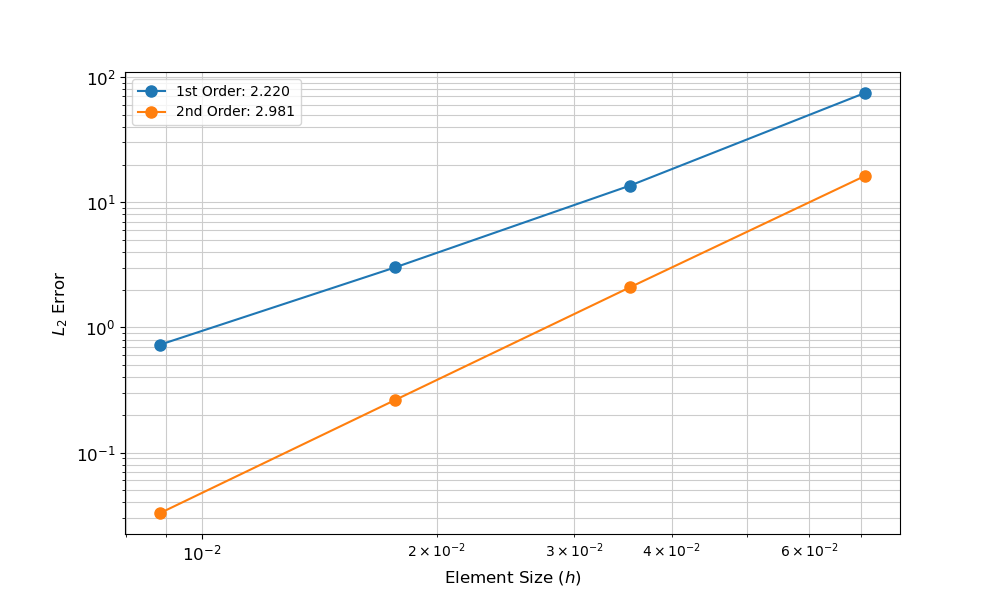 10²
10¹
10⁰
10⁻¹
L₂ Error
1st Order: 2.220
2nd Order: 2.981
10⁻² 2 × 10⁻² 3 × 10⁻² 4 × 10⁻² 6 × 10⁻²
Element Size (h)